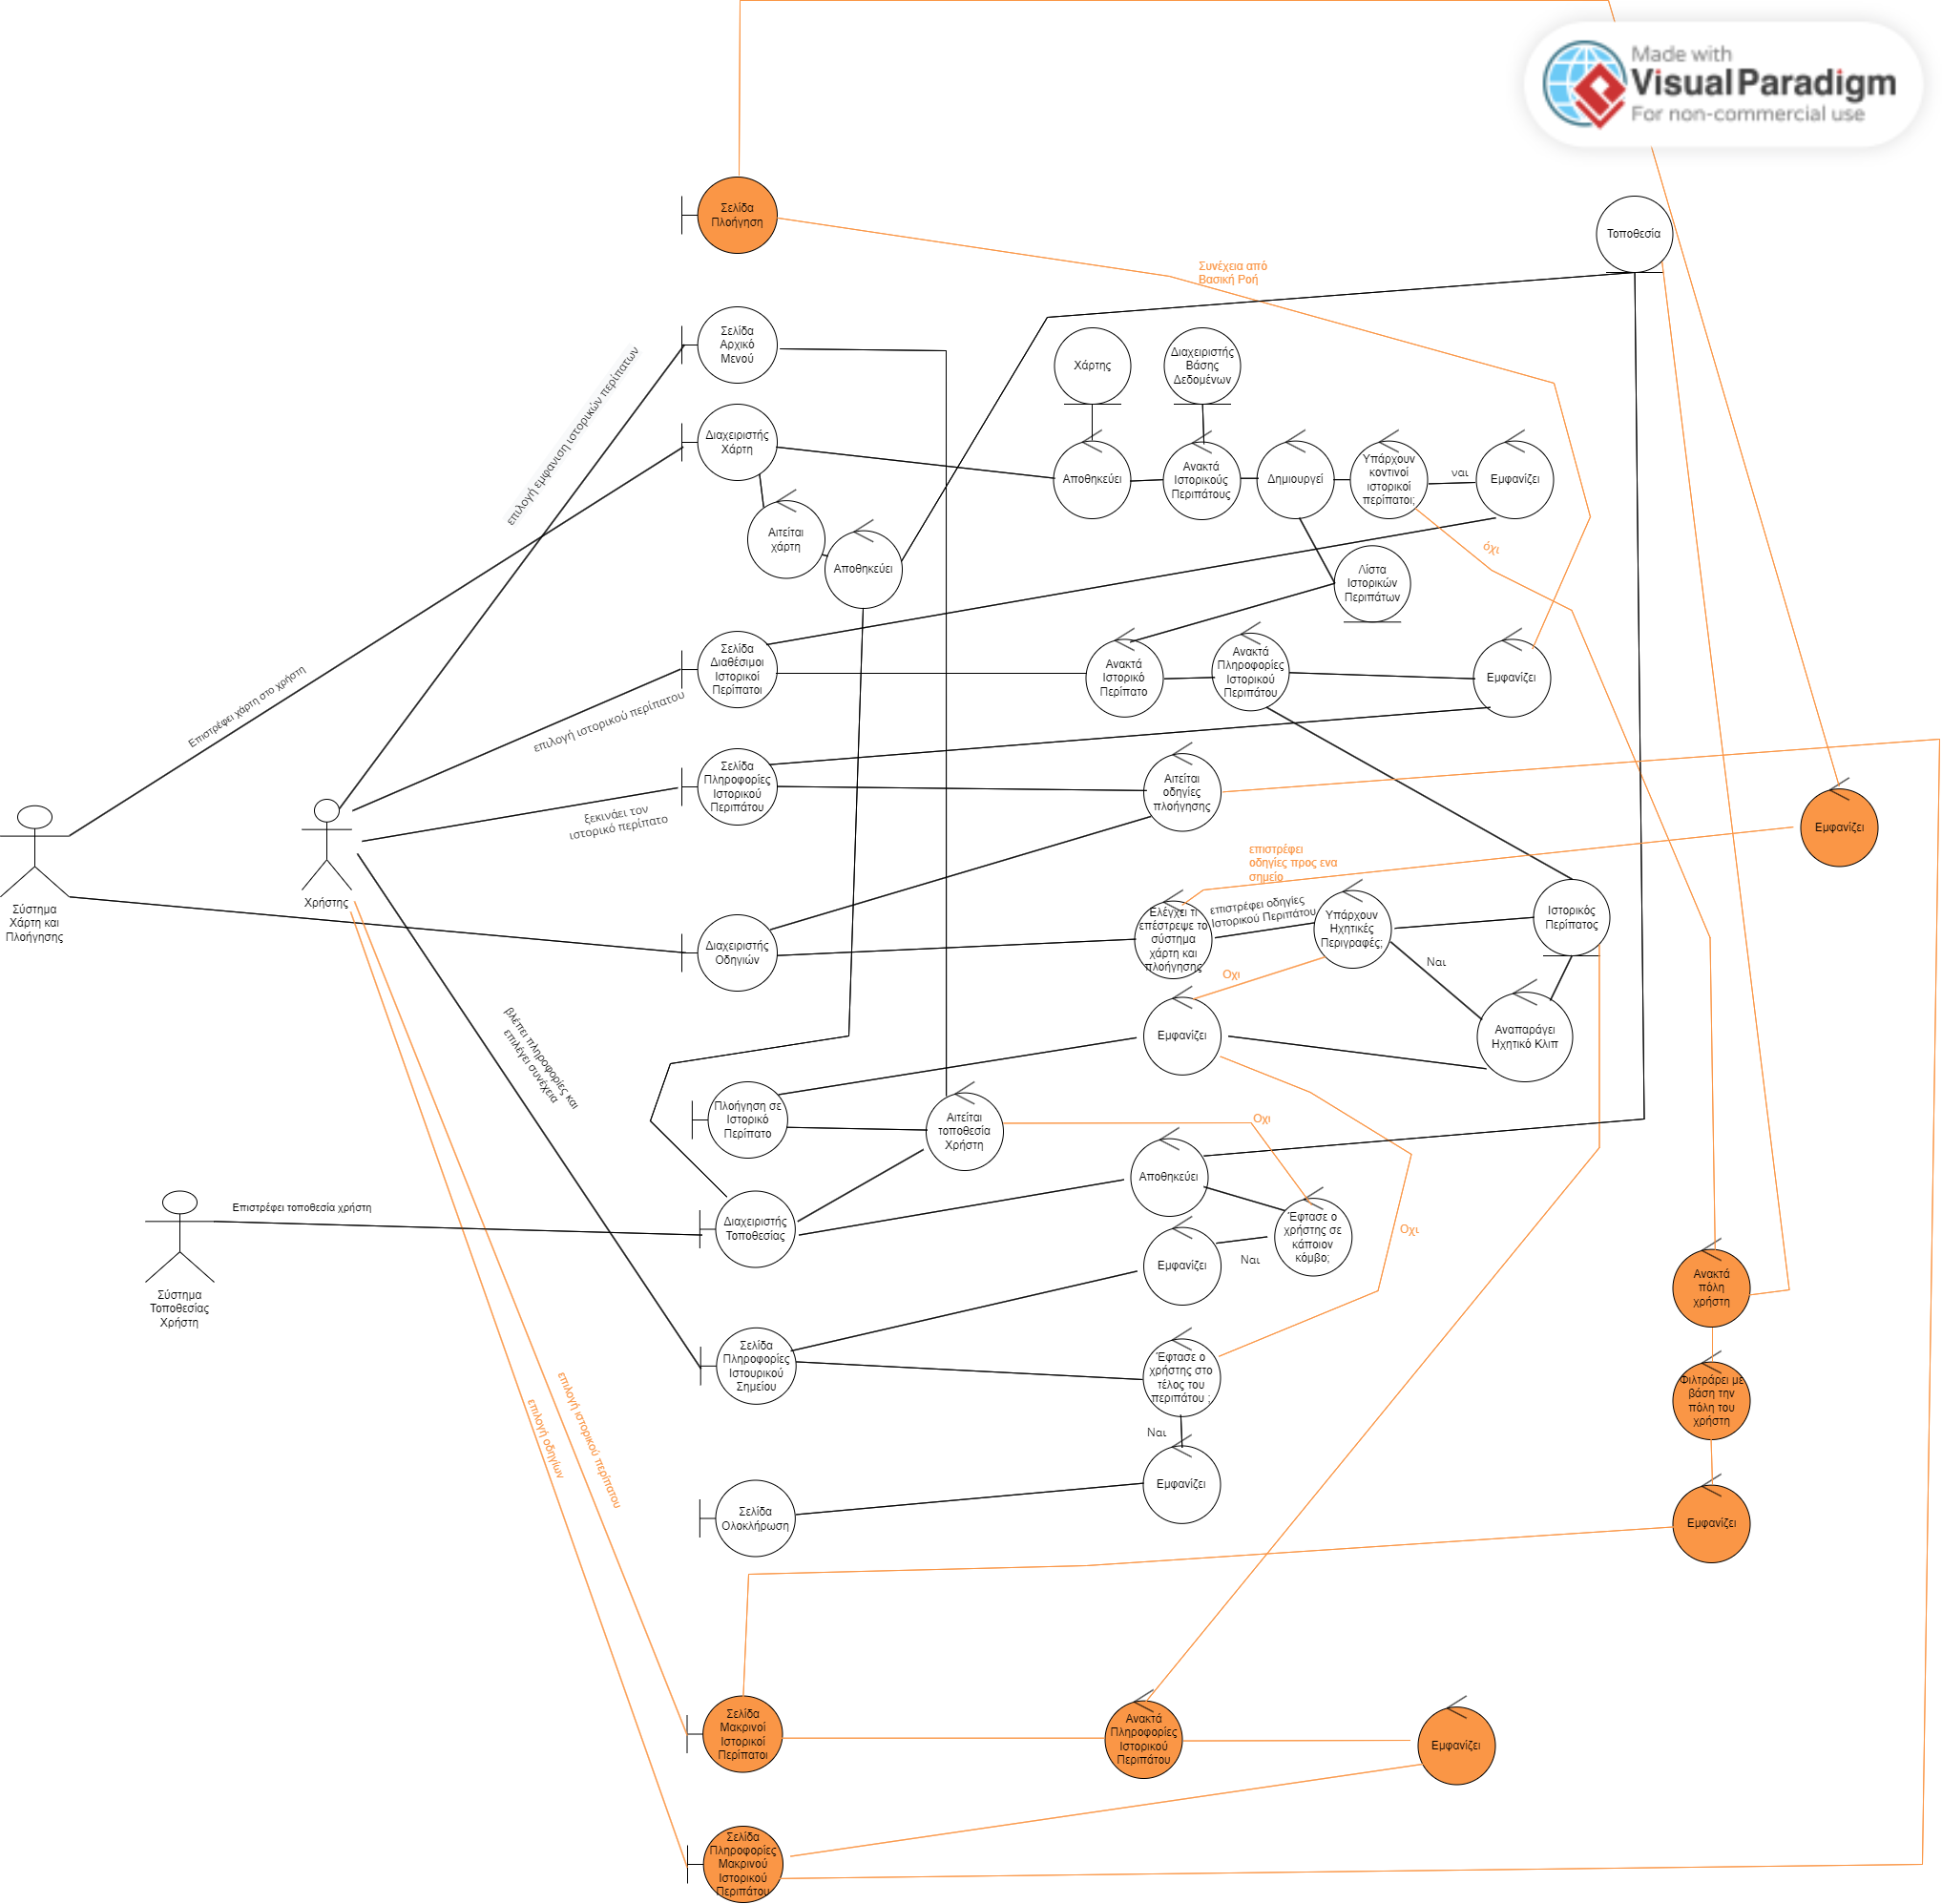 Made with
Visual Paradigm
For non-commercial use
Σελίδα
Πλοήγηση
Τοποθεσία
Συνέχεια από
Βασική Ροή
Σελίδα
Αρχικό
Μενού
επιλογή εμφανιση ιστορικών περίπατων
Χάρτης
Διαχειριστής
Βάσης
Δεδομένων
Διαχειριστής
Χάρτη
Αποθηκεύει
Ανακτά
Ιστορικούς
Περιπάτους
Δημιουργεί
Υπάρχουν
κοντινοί
ιστορικοί
περίπατοι;
ναι
Εμφανίζει
όχι
Αιτείται
χάρτη
Αποθηκεύει
Λίστα
Ιστορικών
Περιπάτων
Επιστρέφει χάρτη στο χρήστη
Σελίδα
Διαθέσιμοι
Ιστορικοί
Περίπατοι
επιλογή ιστορικού περίπατου
Ανακτά
Ιστορικό
Περίπατο
Ανακτά
Πληροφορίες
Ιστορικού
Περιπάτου
Εμφανίζει
Σελίδα
Πληροφορίες
Ιστορικού
Περιπάτου
ξεκινάει τον
ιστορικό περίπατο
Αιτείται
οδηγίες
πλοήγησης
Εμφανίζει
επιστρέφει
οδηγίες προς ενα
σημείο
Σύστημα
Χάρτη και
Πλοήγησης
Χρήστης
Διαχειριστής
Οδηγιών
Ελέγχει τι
επέστρεψε το
σύστημα
χάρτη και
πλοήγησης
επιστρέφει οδηγίες
Ιστορικού Περιπάτου
Υπάρχουν
Ηχητικές
Περιγραφές;
Ιστορικός
Περίπατος
Οχι
Ναι
Εμφανίζει
Αναπαράγει
Ηχητικό Κλιπ
βλέπει πληροφορίες και
επιλέγει συνέχεια
Πλοήγηση σε
Ιστορικό
Περίπατο
Αιτείται
τοποθεσία
Χρήστη
Οχι
Αποθηκεύει
Επιστρέφει τοποθεσία χρήστη
Διαχειριστής
Τοποθεσίας
Έφτασε ο
χρήστης σε
κάποιον
κόμβο;
Οχι
Ναι
Εμφανίζει
Σύστημα
Τοποθεσίας
Χρήστη
Ανακτά
πόλη
χρήστη
Σελίδα
Πληροφορίες
Ιστουρικού
Σημείου
Έφτασε ο
χρήστης στο
τέλος του
περιπάτου ;
Φιλτράρει με
βάση την
πόλη του
χρήστη
επιλογή ιστορικού περίπατου
επιλογή οδηγίων
Ναι
Εμφανίζει
Σελίδα
Ολοκλήρωση
Εμφανίζει
Σελίδα
Μακρινοί
Ιστορικοί
Περίπατοι
Ανακτά
Πληροφορίες
Ιστορικού
Περιπάτου
Εμφανίζει
Σελίδα
Πληροφορίες
Μακρινού
Ιστορικού
Περιπάτου